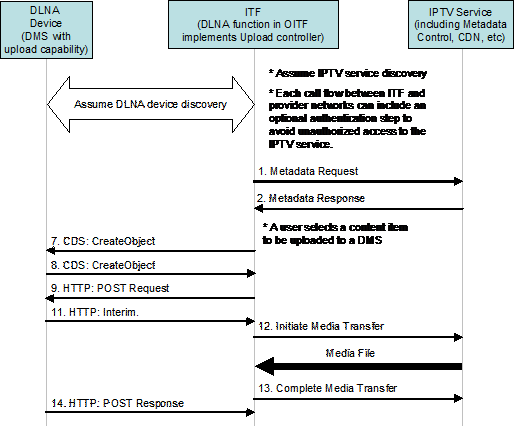 DLNA
Device
(DMS with
upload capability)
ITF
(DLNA function in OITF
implements Upload controller)
IPTV Service
(including Metadata
Control, CDN, etc)
Assume DLNA device discovery
* Assume IPTV service discovery
* Each call flow between ITF and
provider networks can include an
optional authentication step to
avoid unauthorized access to the
IPTV service.
1. Metadata Request
2. Metadata Response
* A user selects a content item
to be uploaded to a DMS
7. CDS: CreateObject
8. CDS: CreateObject
9. HTTP: POST Request
11. HTTP: Interim.
12. Initiate Media Transfer
Media File
13. Complete Media Transfer
14. HTTP: POST Response